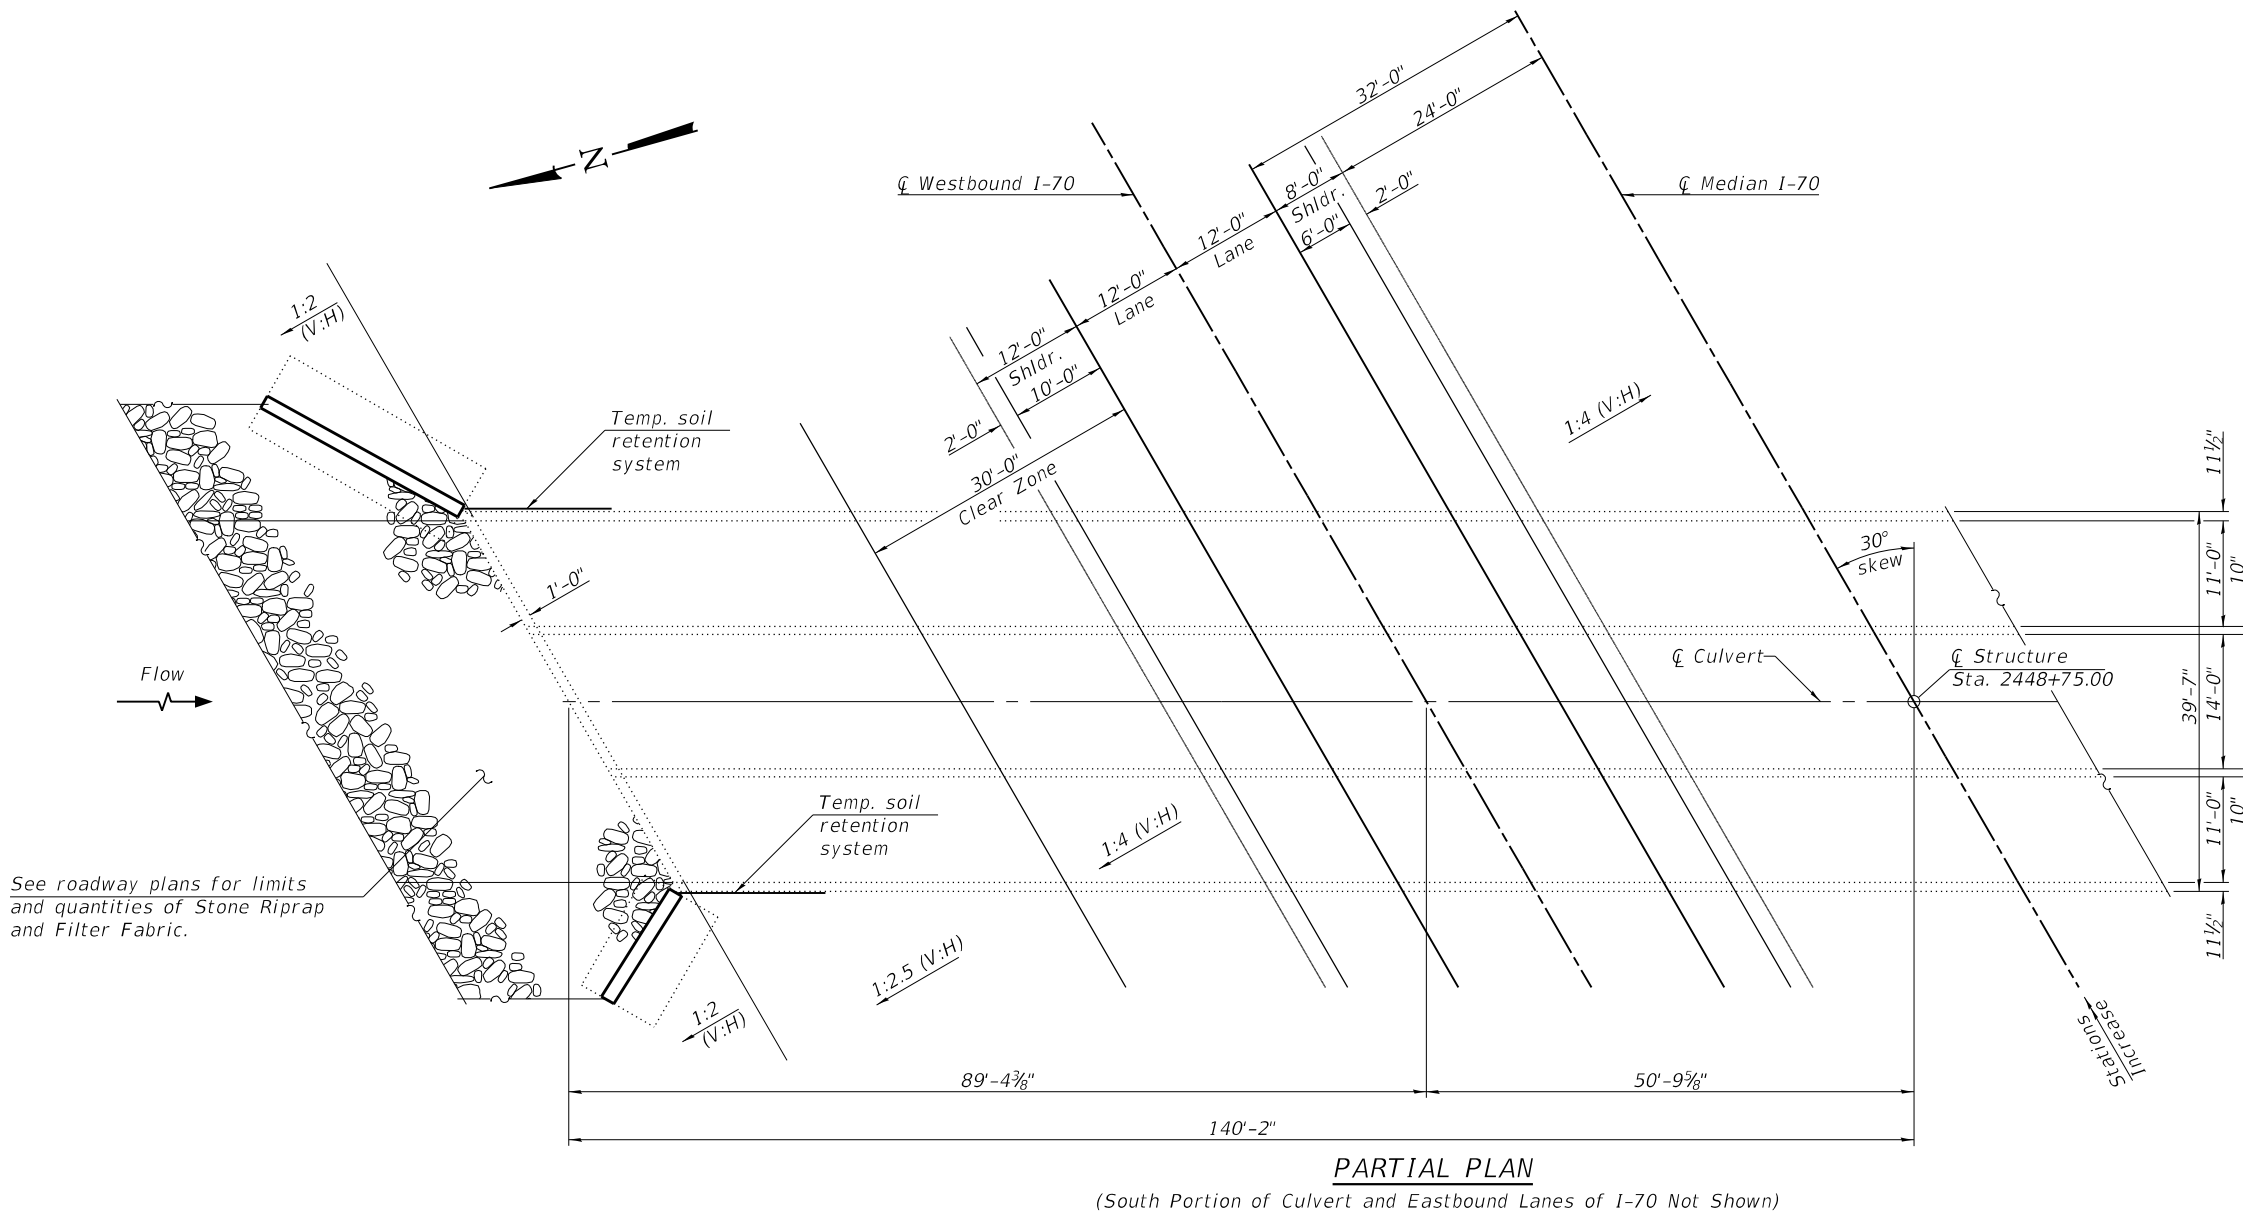 32'-0"
24'-0"
N
℄ Westbound I-70
℄ Median I-70
8'-0"
Shldr.
2'-0"
6'-0"
12'-0"
Lane
12'-0"
Lane
12'-0"
Shldr.
10'-0"
2'-0"
30'-0"
Clear Zone
1:2
(V:H)
1:4 (V:H)
Temp. soil
retention
system
11½"
30°
skew
11'-0"
10"
1'-0"
Flow
℄ Culvert
℄ Structure
Sta. 2448+75.00
39'-7"
14'-0"
11'-0"
10"
11½"
Temp. soil
retention
system
1:4 (V:H)
See roadway plans for limits
and quantities of Stone Riprap
and Filter Fabric.
1:2.5 (V:H)
1:2
(V:H)
Stations
Increase
89'-4⅜"
50'-9⅝"
140'-2"
PARTIAL PLAN
(South Portion of Culvert and Eastbound Lanes of I-70 Not Shown)